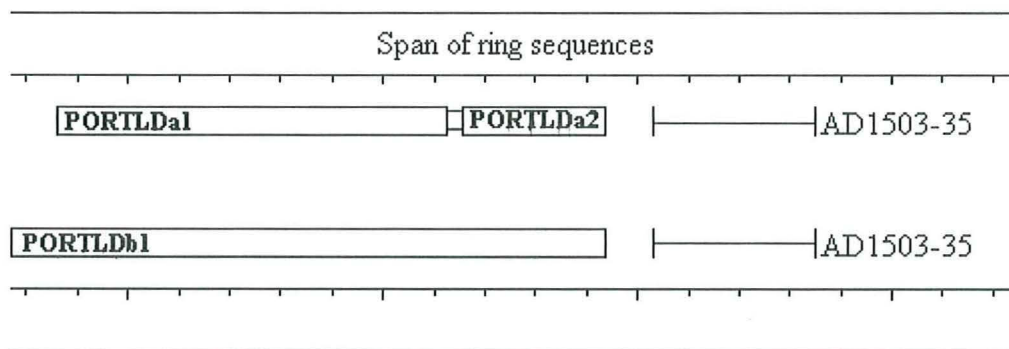 Span of ring sequences
PORTLDa1 PORTLDa2 AD1503-35
PORTLDb1 AD1503-35